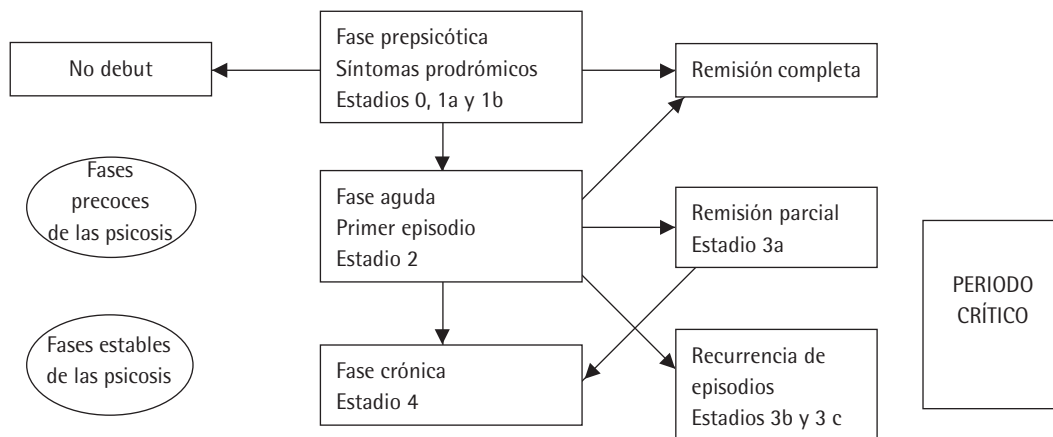 No debut
Fase prepsicótica
Síntomas prodrómicos
Estadios 0, 1a y 1b
Remisión completa
Fases
precoces
de las psicosis
Fase aguda
Primer episodio
Estadio 2
Remisión parcial
Estadio 3a
PERIODO
CRÍTICO
Fases estables
de las psicosis
Fase crónica
Estadio 4
Recurrencia de
episodios
Estadios 3b y 3 c